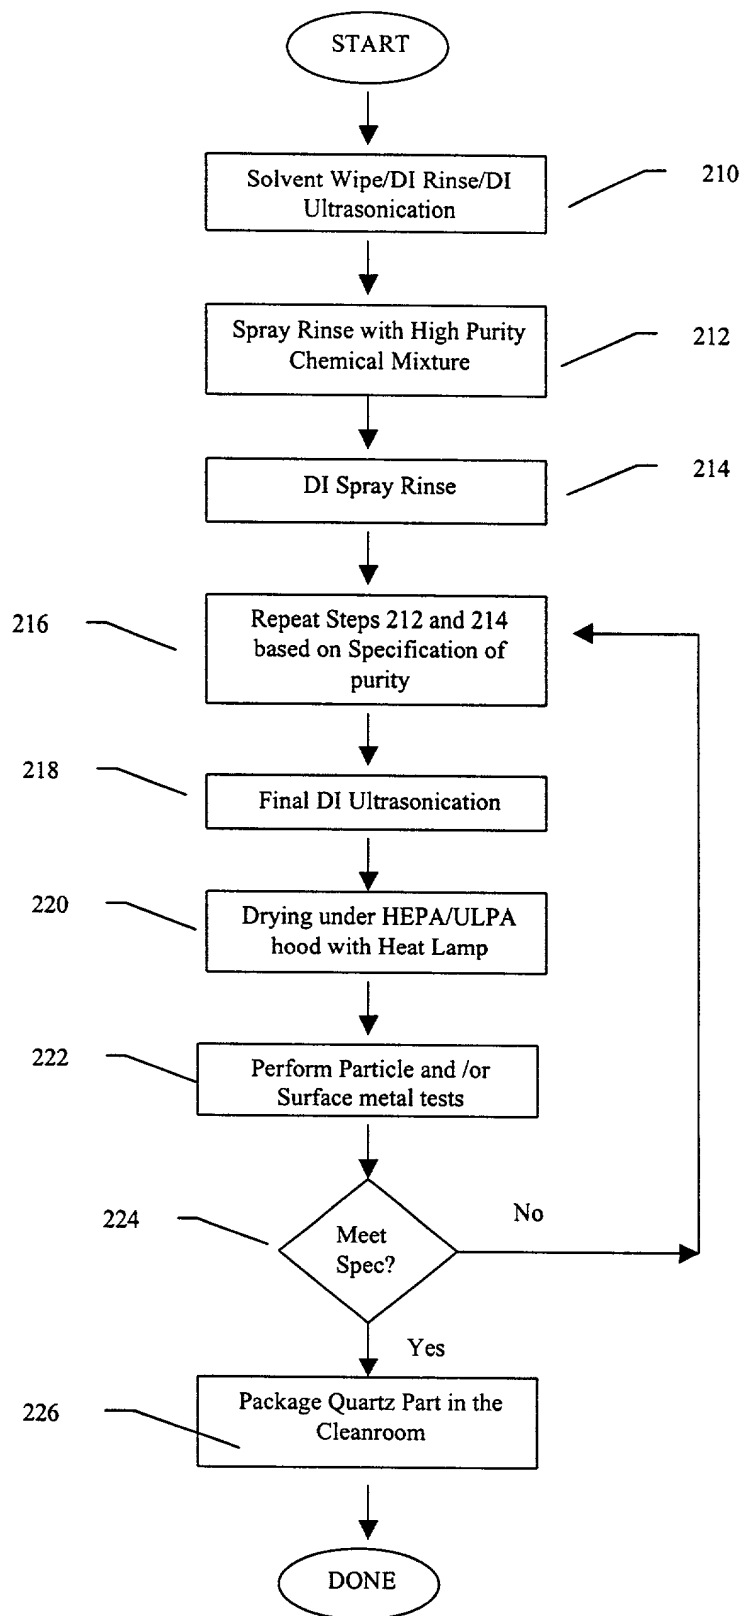 START
Solvent Wipe/DI Rinse/DI
Ultrasonication
210
Spray Rinse with High Purity
Chemical Mixture
212
DI Spray Rinse
214
216
Repeat Steps 212 and 214
based on Specification of
purity
218
Final DI Ultrasonication
220
Drying under HEPA/ULPA
hood with Heat Lamp
222
Perform Particle and /or
Surface metal tests
224
Meet
Spec?
No
Yes
226
Package Quartz Part in the
Cleanroom
DONE